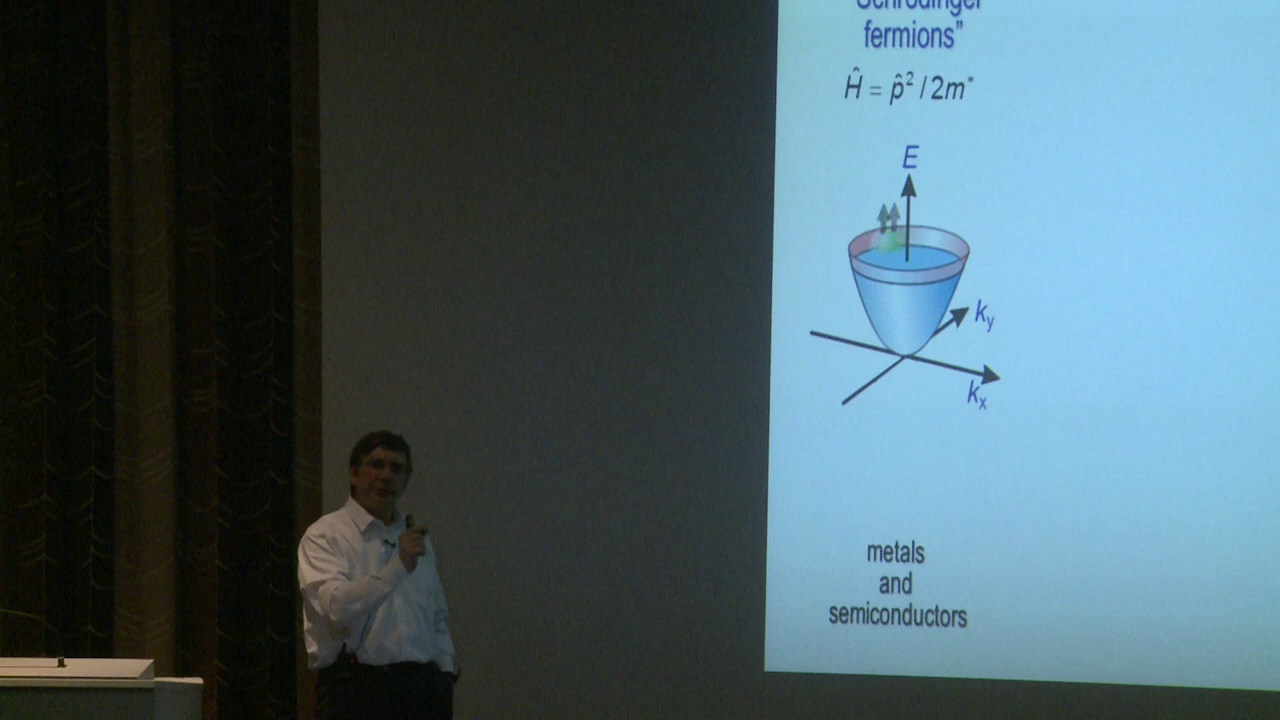 Schrödinger
fermions”
Ĥ = p̂² / 2m*
E
k_y
k_x
metals
and
semiconductors